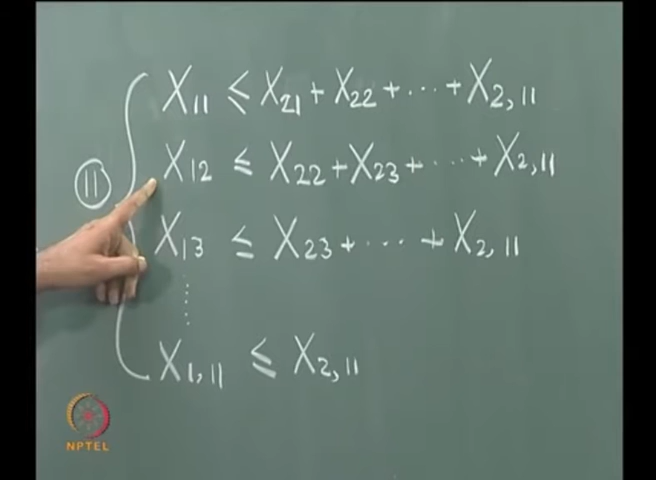 X₁₁ ≤ X₂₁ + X₂₂ + ⋯ + X₂,₁₁
⑪ X₁₂ ≤ X₂₂ + X₂₃ + ⋯ + X₂,₁₁
X₁₃ ≤ X₂₃ + ⋯ + X₂,₁₁
⋮
X₁,₁₁ ≤ X₂,₁₁
NPTEL